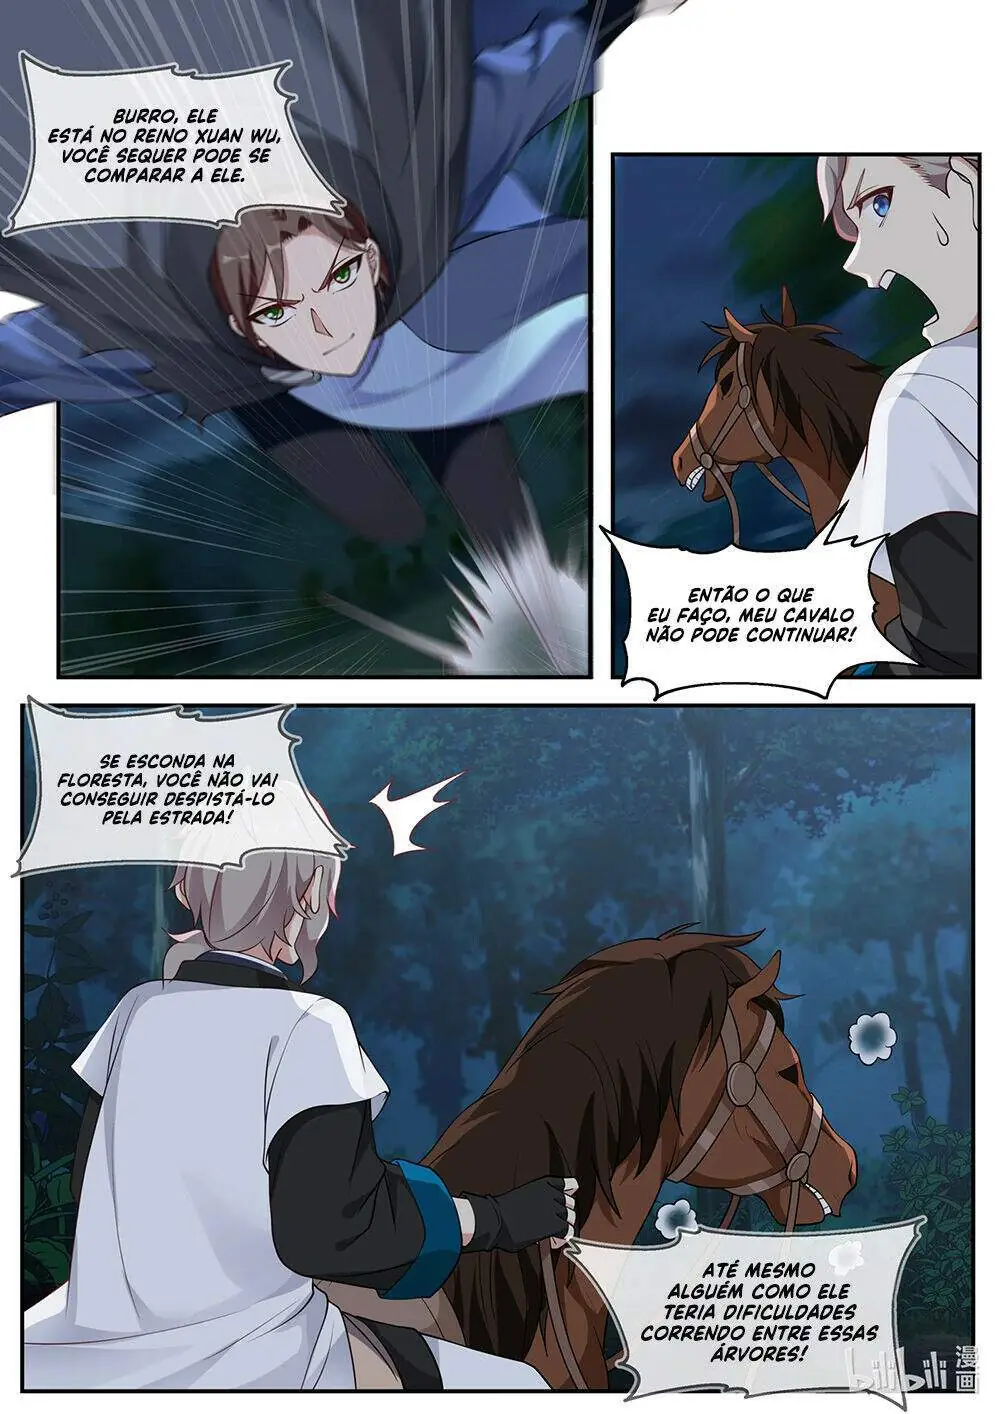 BURRO, ELE
ESTÁ NO REINO XUAN WU,
VOCÊ SEQUER PODE SE
COMPARAR A ELE.
ENTÃO O QUE
EU FAÇO, MEU CAVALO
NÃO PODE CONTINUAR!
SE ESCONDA NA
FLORESTA, VOCÊ NÃO VAI
CONSEGUIR DESPISTÁ-LO
PELA ESTRADA!
ATÉ MESMO
ALGUÉM COMO ELE
TERIA DIFICULDADES
CORRENDO ENTRE ESSAS
ÁRVORES!
bilibili 漫画